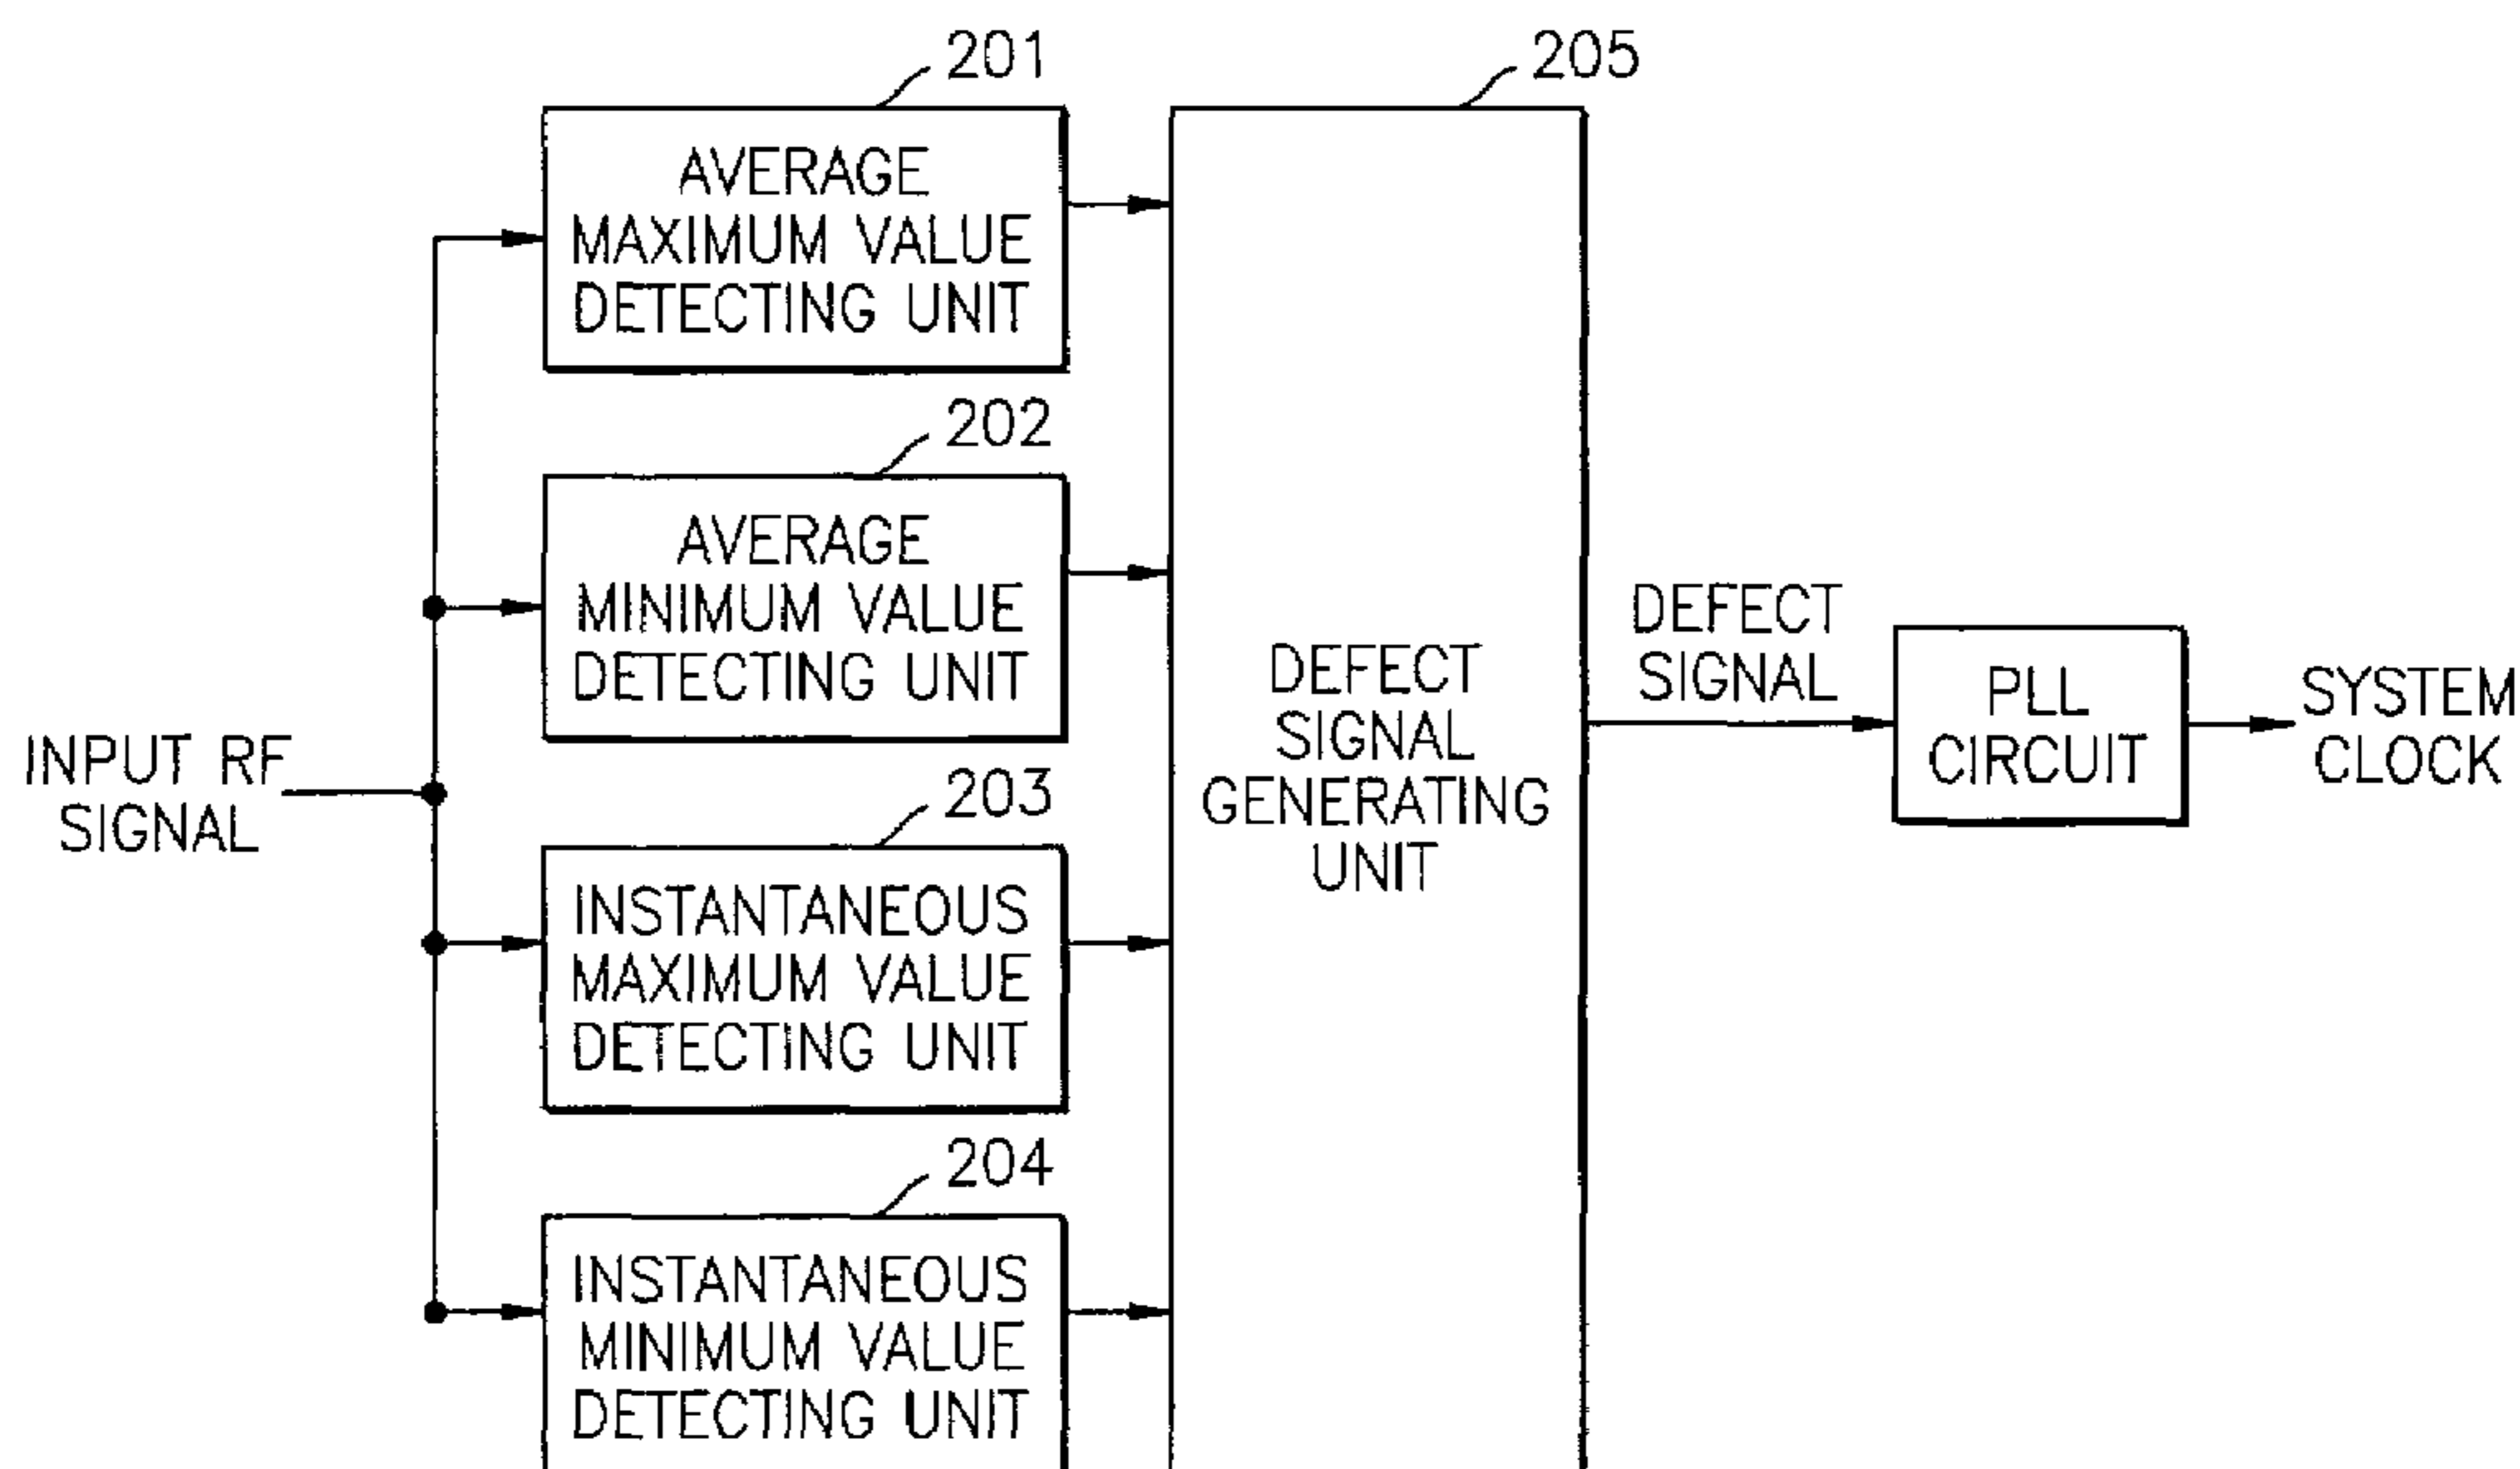 201
AVERAGE
MAXIMUM VALUE
DETECTING UNIT
202
AVERAGE
MINIMUM VALUE
DETECTING UNIT
INPUT RF
SIGNAL
203
INSTANTANEOUS
MAXIMUM VALUE
DETECTING UNIT
204
INSTANTANEOUS
MINIMUM VALUE
DETECTING UNIT
205
DEFECT
SIGNAL
GENERATING
UNIT
DEFECT
SIGNAL
PLL
CIRCUIT
SYSTEM
CLOCK